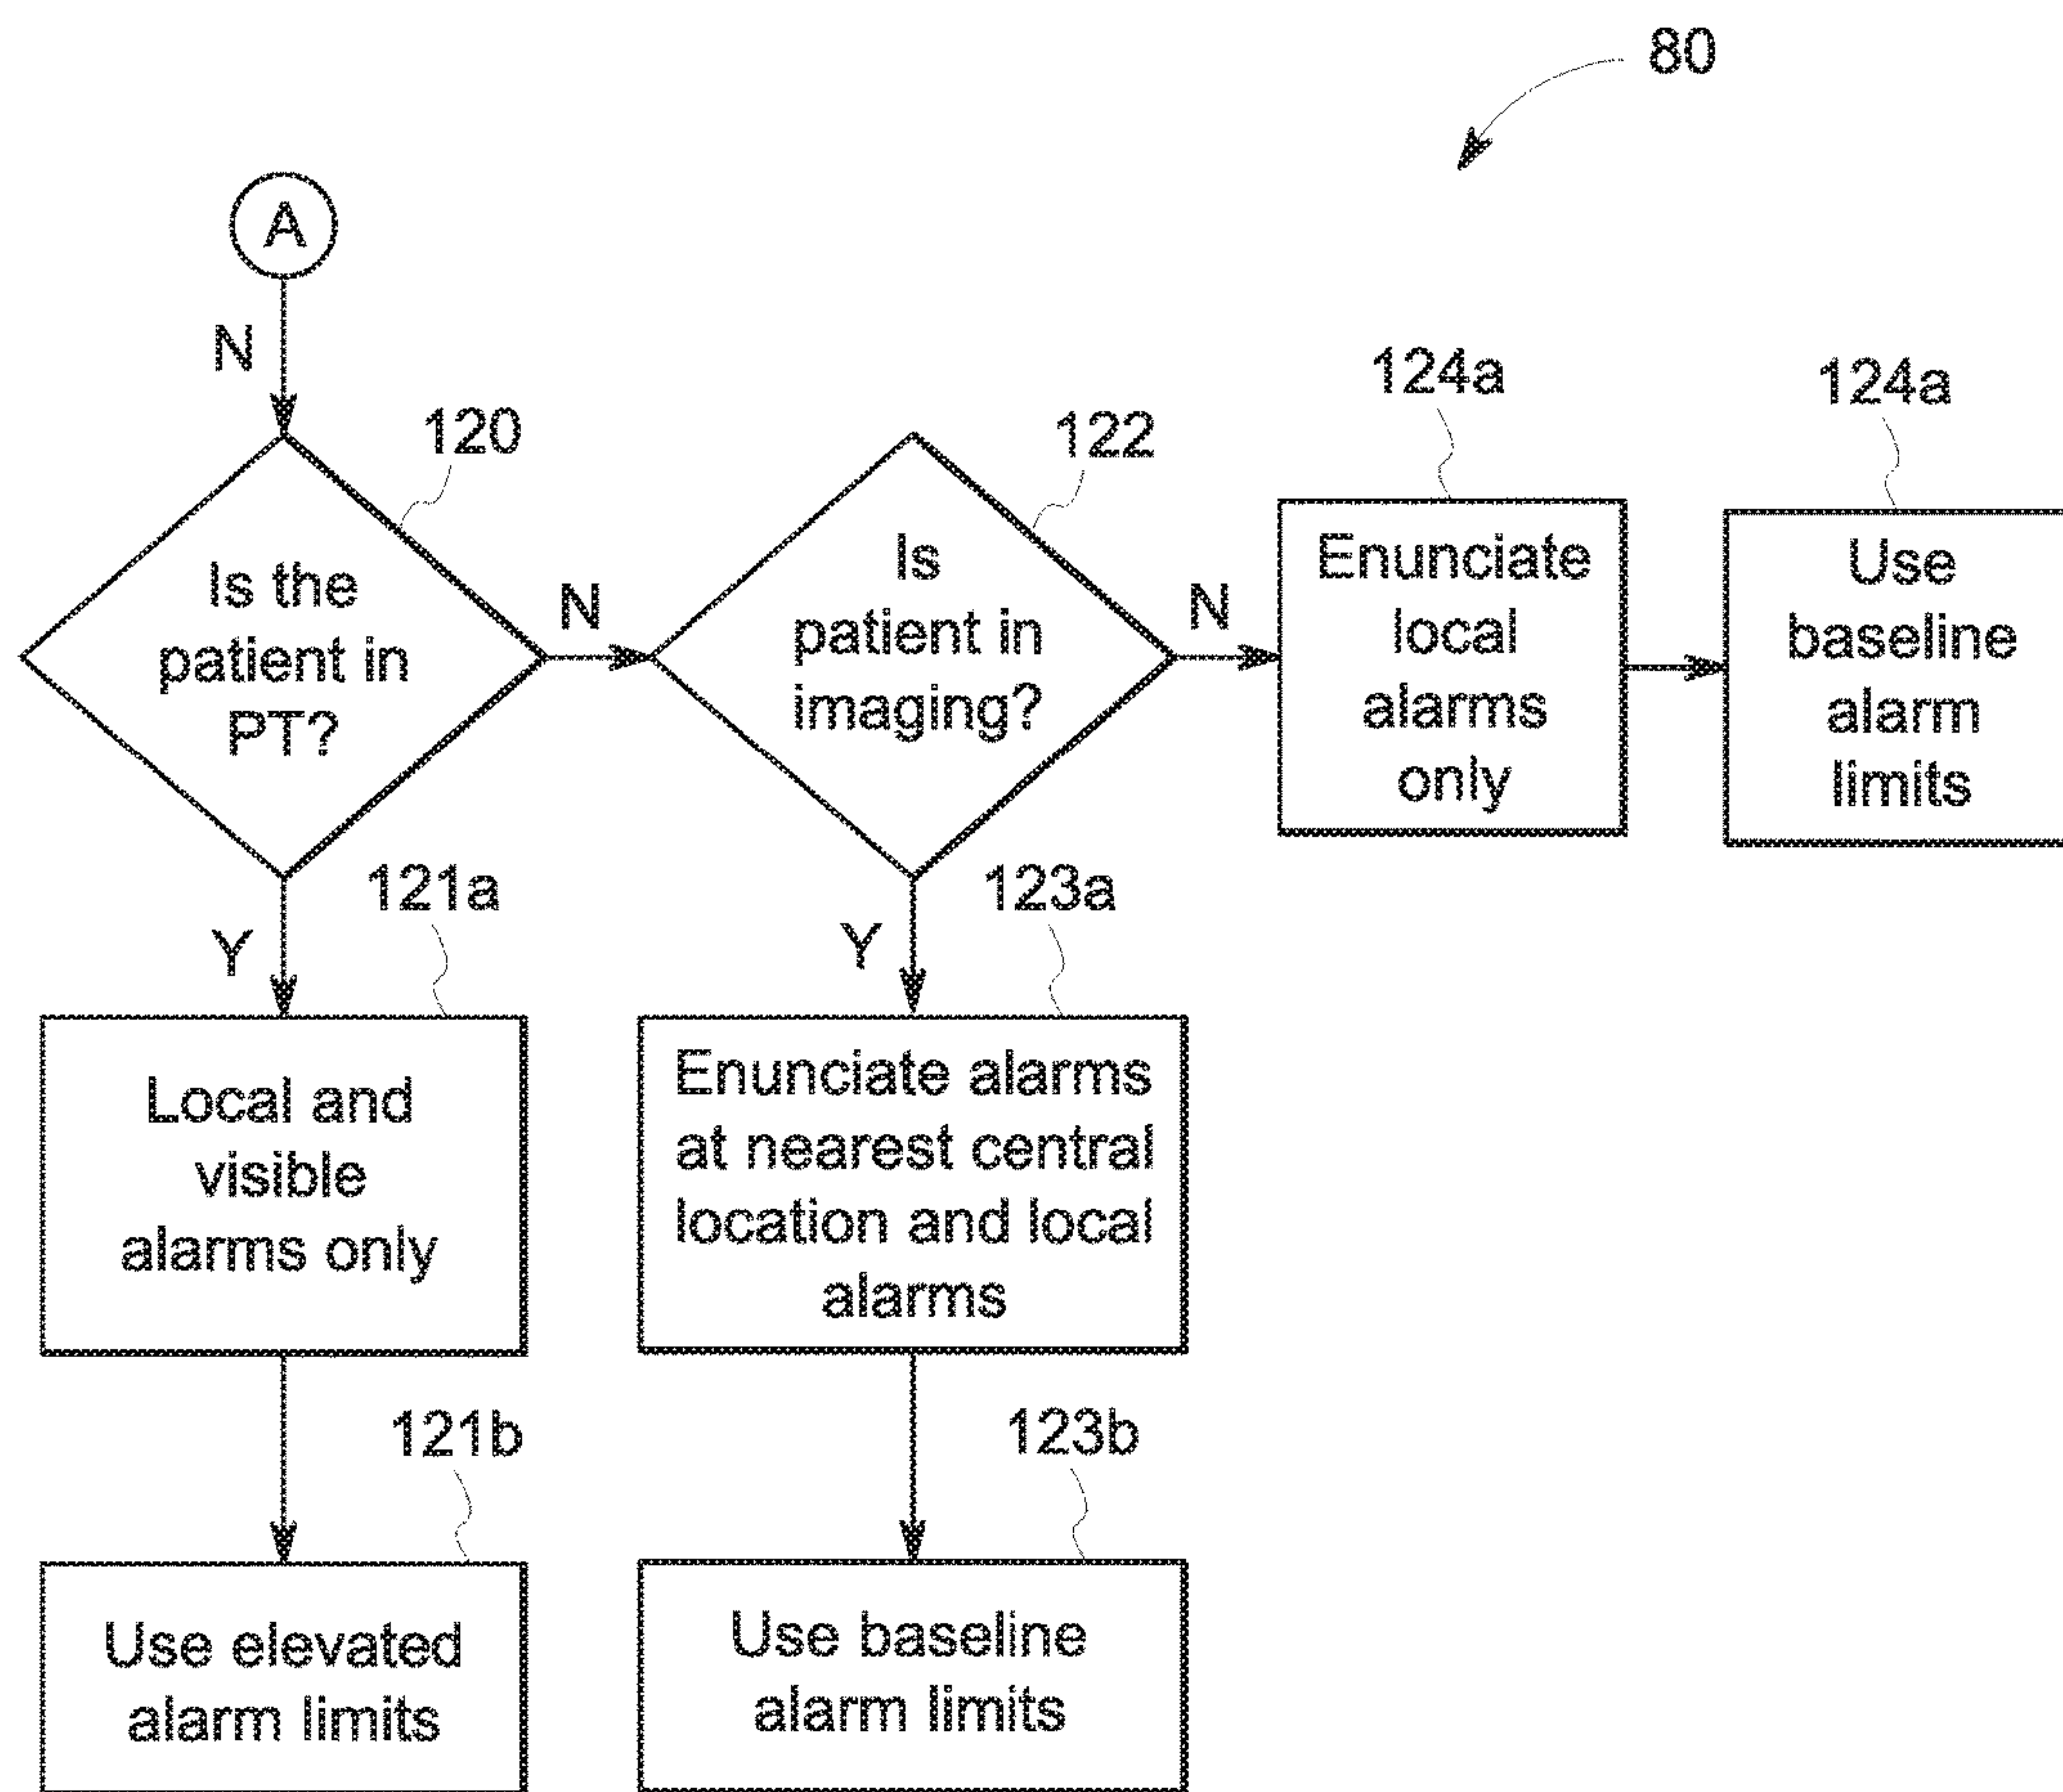 80
A
N
120
Is the
patient in
PT?
N
122
Is
patient in
imaging?
N
124a
Enunciate
local
alarms
only
124a
Use
baseline
alarm
limits
Y
121a
Local and
visible
alarms only
Y
123a
Enunciate alarms
at nearest central
location and local
alarms
121b
Use elevated
alarm limits
123b
Use baseline
alarm limits